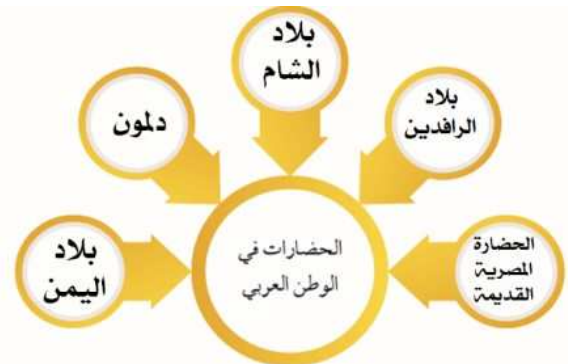 بلاد
الشام
بلاد
الرافدين
دلمون
الحضارة
المصرية
القديمة
الحضارات في
الوطن العربي
بلاد
اليمن